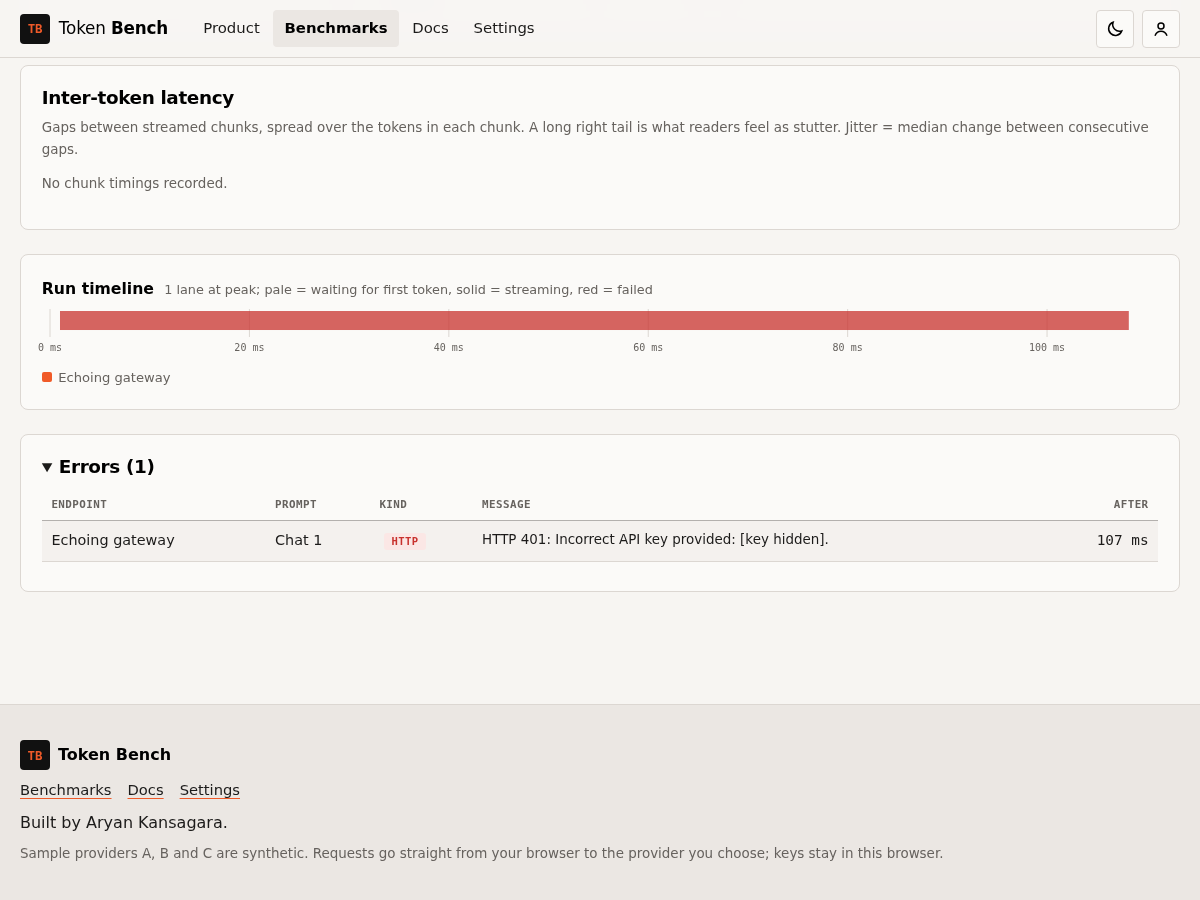 TB Token Bench Product Benchmarks Docs Settings
Inter-token latency
Gaps between streamed chunks, spread over the tokens in each chunk. A long right tail is what readers feel as stutter. Jitter = median change between consecutive
gaps.
No chunk timings recorded.
Run timeline 1 lane at peak; pale = waiting for first token, solid = streaming, red = failed
0 ms 20 ms 40 ms 60 ms 80 ms 100 ms
Echoing gateway
Errors (1)
ENDPOINT PROMPT KIND MESSAGE AFTER
Echoing gateway Chat 1 HTTP HTTP 401: Incorrect API key provided: [key hidden]. 107 ms
TB Token Bench
Benchmarks Docs Settings
Built by Aryan Kansagara.
Sample providers A, B and C are synthetic. Requests go straight from your browser to the provider you choose; keys stay in this browser.